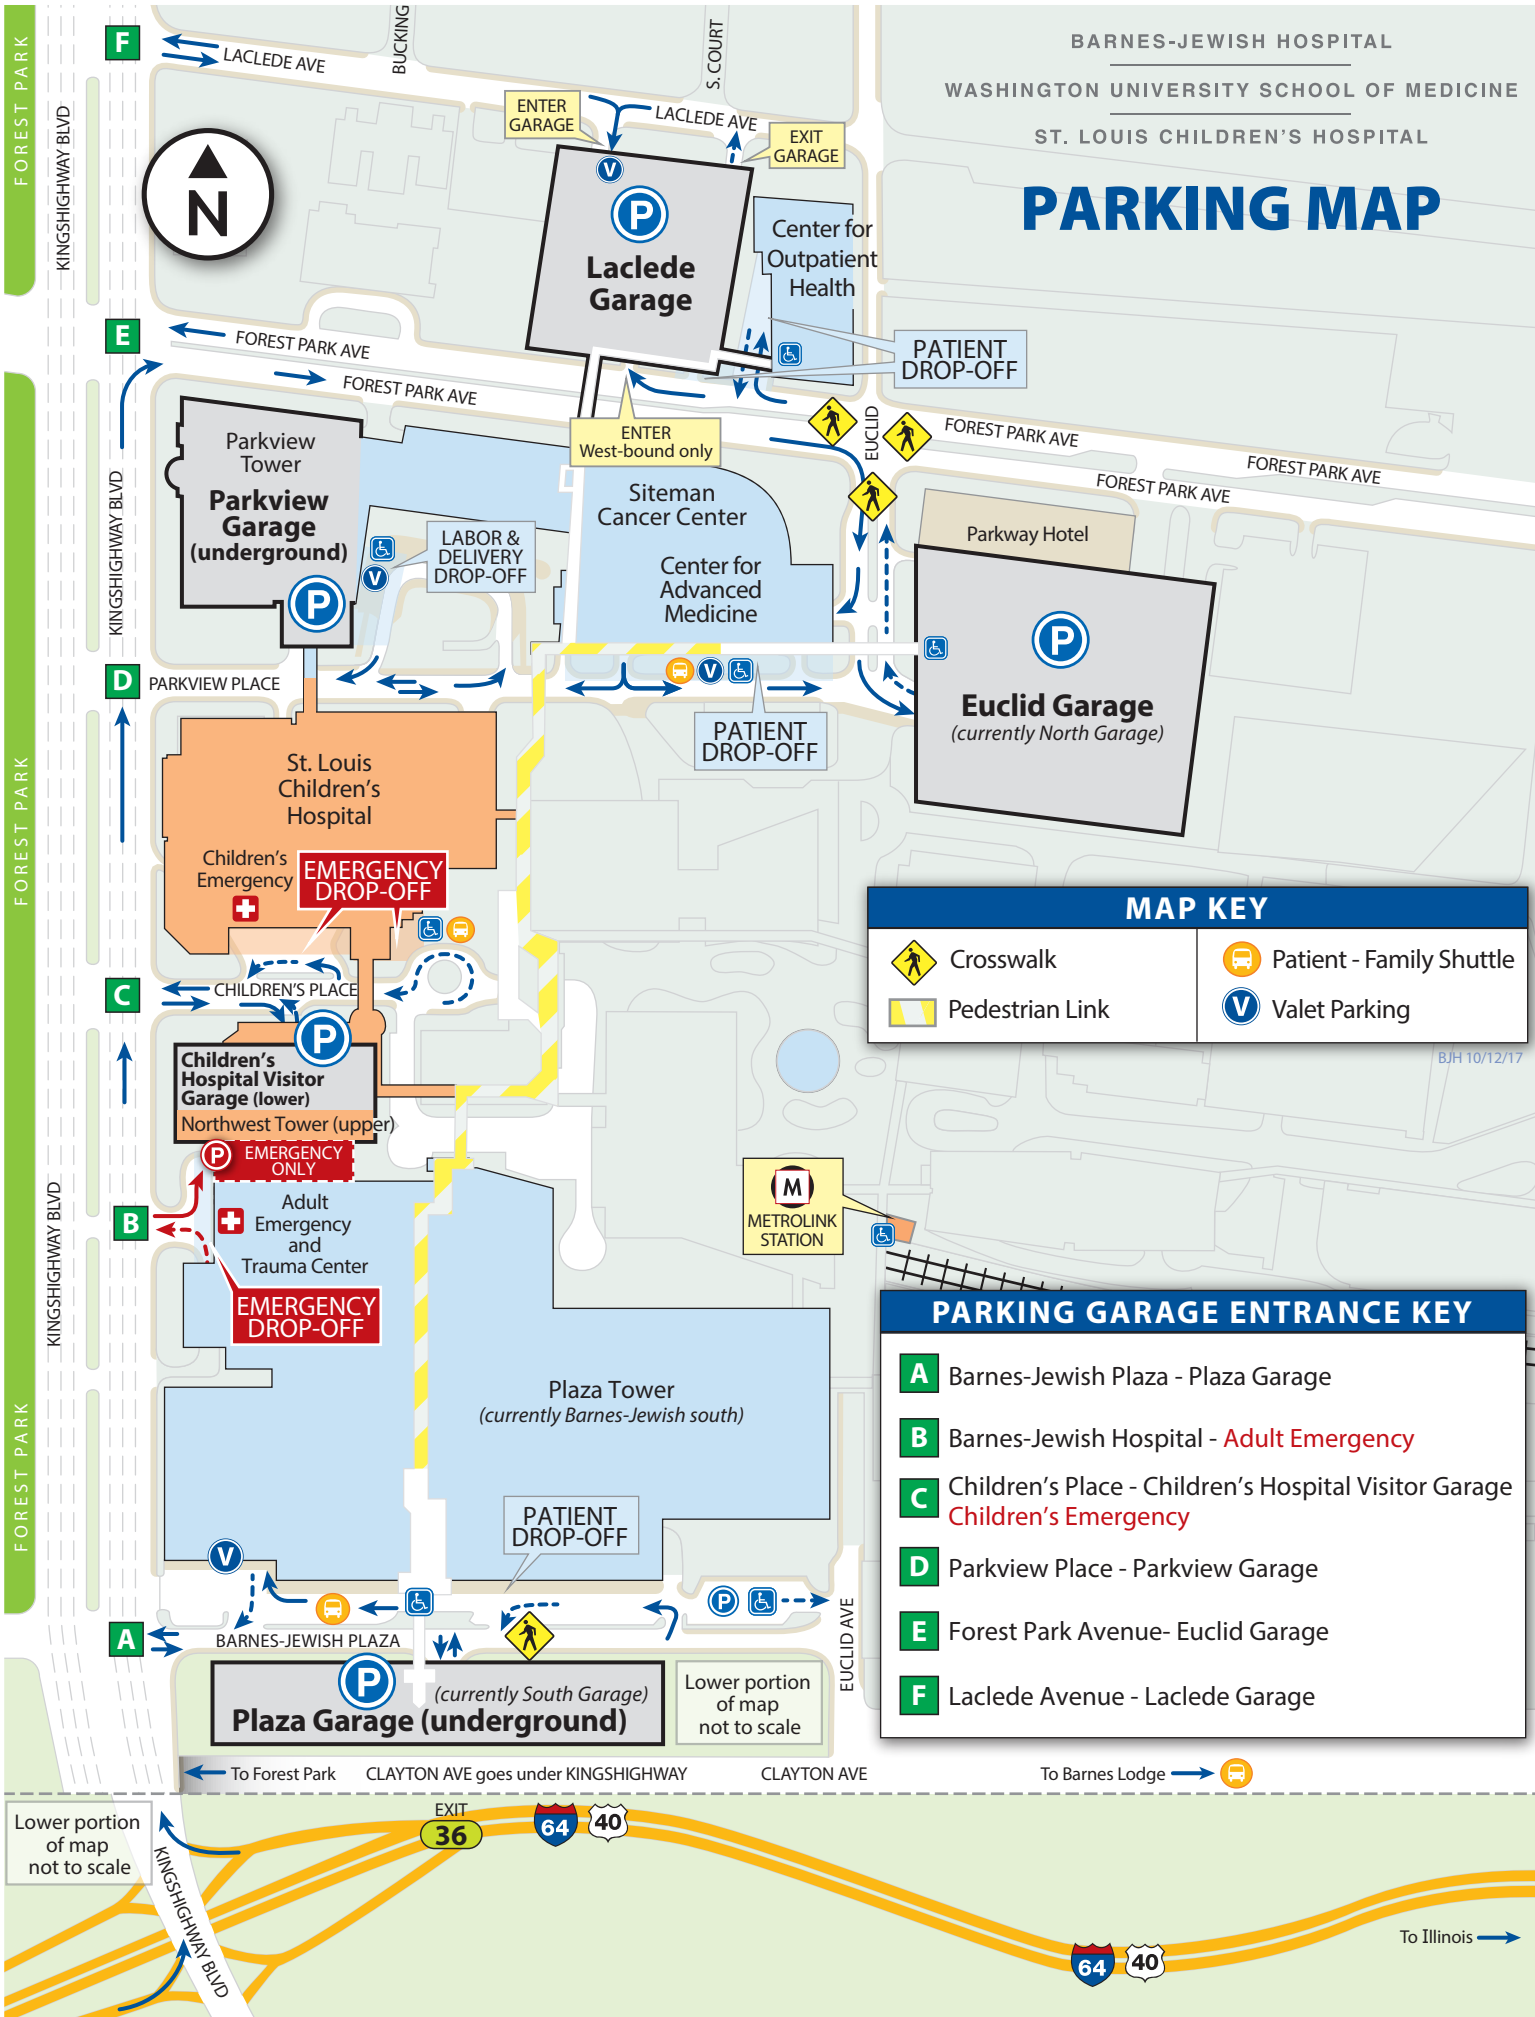 BARNES-JEWISH HOSPITAL
WASHINGTON UNIVERSITY SCHOOL OF MEDICINE
ST. LOUIS CHILDREN'S HOSPITAL
PARKING MAP
FOREST PARK
KINGSHIGHWAY BLVD
F
LACLEDE AVE
BUCKING
S. COURT
ENTER
GARAGE
LACLEDE AVE
EXIT
GARAGE
N
V
P
Laclede
Garage
Center for
Outpatient
Health
E
FOREST PARK AVE
FOREST PARK AVE
PATIENT
DROP-OFF
ENTER
West-bound only
EUCLID
FOREST PARK AVE
FOREST PARK AVE
FOREST PARK AVE
Parkview
Tower
Parkview
Garage
(underground)
P
V
LABOR &
DELIVERY
DROP-OFF
Siteman
Cancer Center
Center for
Advanced
Medicine
Parkway Hotel
KINGSHIGHWAY BLVD
P
Euclid Garage
(currently North Garage)
D
PARKVIEW PLACE
V
PATIENT
DROP-OFF
FOREST PARK
St. Louis
Children's
Hospital
Children's
Emergency
EMERGENCY
DROP-OFF
MAP KEY
Crosswalk
Patient - Family Shuttle
Pedestrian Link
V
Valet Parking
BJH 10/12/17
C
CHILDREN'S PLACE
P
Children's
Hospital Visitor
Garage (lower)
Northwest Tower (upper)
P
EMERGENCY
ONLY
B
Adult
Emergency
and
Trauma Center
EMERGENCY
DROP-OFF
KINGSHIGHWAY BLVD
M
METROLINK
STATION
PARKING GARAGE ENTRANCE KEY
A
Barnes-Jewish Plaza - Plaza Garage
B
Barnes-Jewish Hospital - Adult Emergency
C
Children's Place - Children's Hospital Visitor Garage
Children's Emergency
D
Parkview Place - Parkview Garage
E
Forest Park Avenue- Euclid Garage
F
Laclede Avenue - Laclede Garage
FOREST PARK
Plaza Tower
(currently Barnes-Jewish south)
PATIENT
DROP-OFF
V
P
A
BARNES-JEWISH PLAZA
EUCLID AVE
P
(currently South Garage)
Plaza Garage (underground)
Lower portion
of map
not to scale
To Forest Park
CLAYTON AVE goes under KINGSHIGHWAY
CLAYTON AVE
To Barnes Lodge
Lower portion
of map
not to scale
KINGSHIGHWAY BLVD
EXIT
36
64
40
64
40
To Illinois